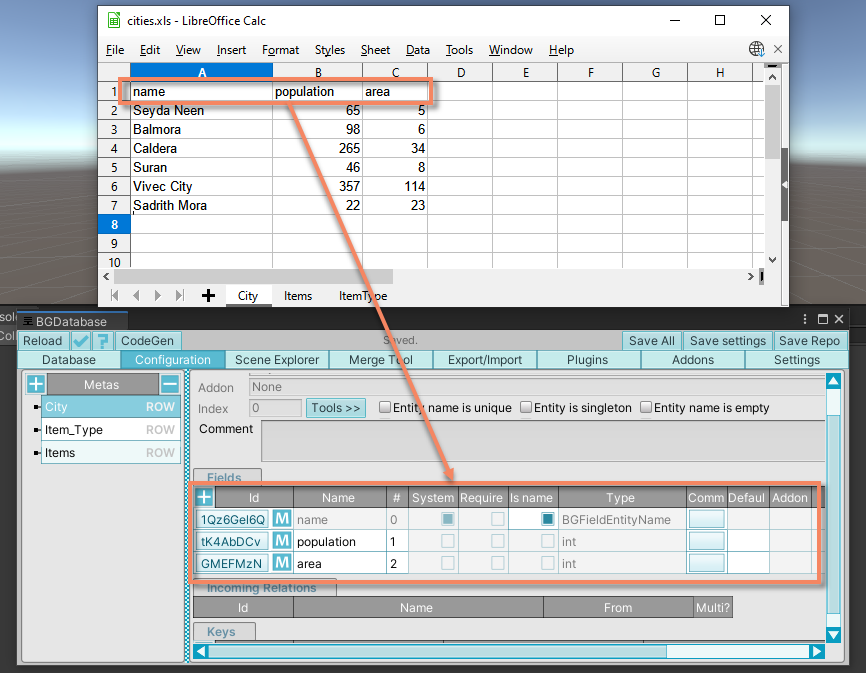 cities.xls - LibreOffice Calc
File Edit View Insert Format Styles Sheet Data Tools Window Help
A B C D E F G H
1 name population area
2 Seyda Neen 65 5
3 Balmora 98 6
4 Caldera 265 34
5 Suran 46 8
6 Vivec City 357 114
7 Sadrith Mora 22 23
8
9
10
City Items ItemType
BGDatabase
Reload ? CodeGen Saved. Save All Save settings Save Repo
Database Configuration Scene Explorer Merge Tool Export/Import Plugins Addons Settings
Metas
City ROW
Item_Type ROW
Items ROW
Addon None
Index 0 Tools >> Entity name is unique Entity is singleton Entity name is empty
Comment
Fields
Id Name # System Require Is name Type Comm Defaul Addon
1Qz6Gel6Q M name 0 BGFieldEntityName
tK4AbDCv M population 1 int
GMEFMzN M area 2 int
Incoming Relations
Id Name From Multi?
Keys